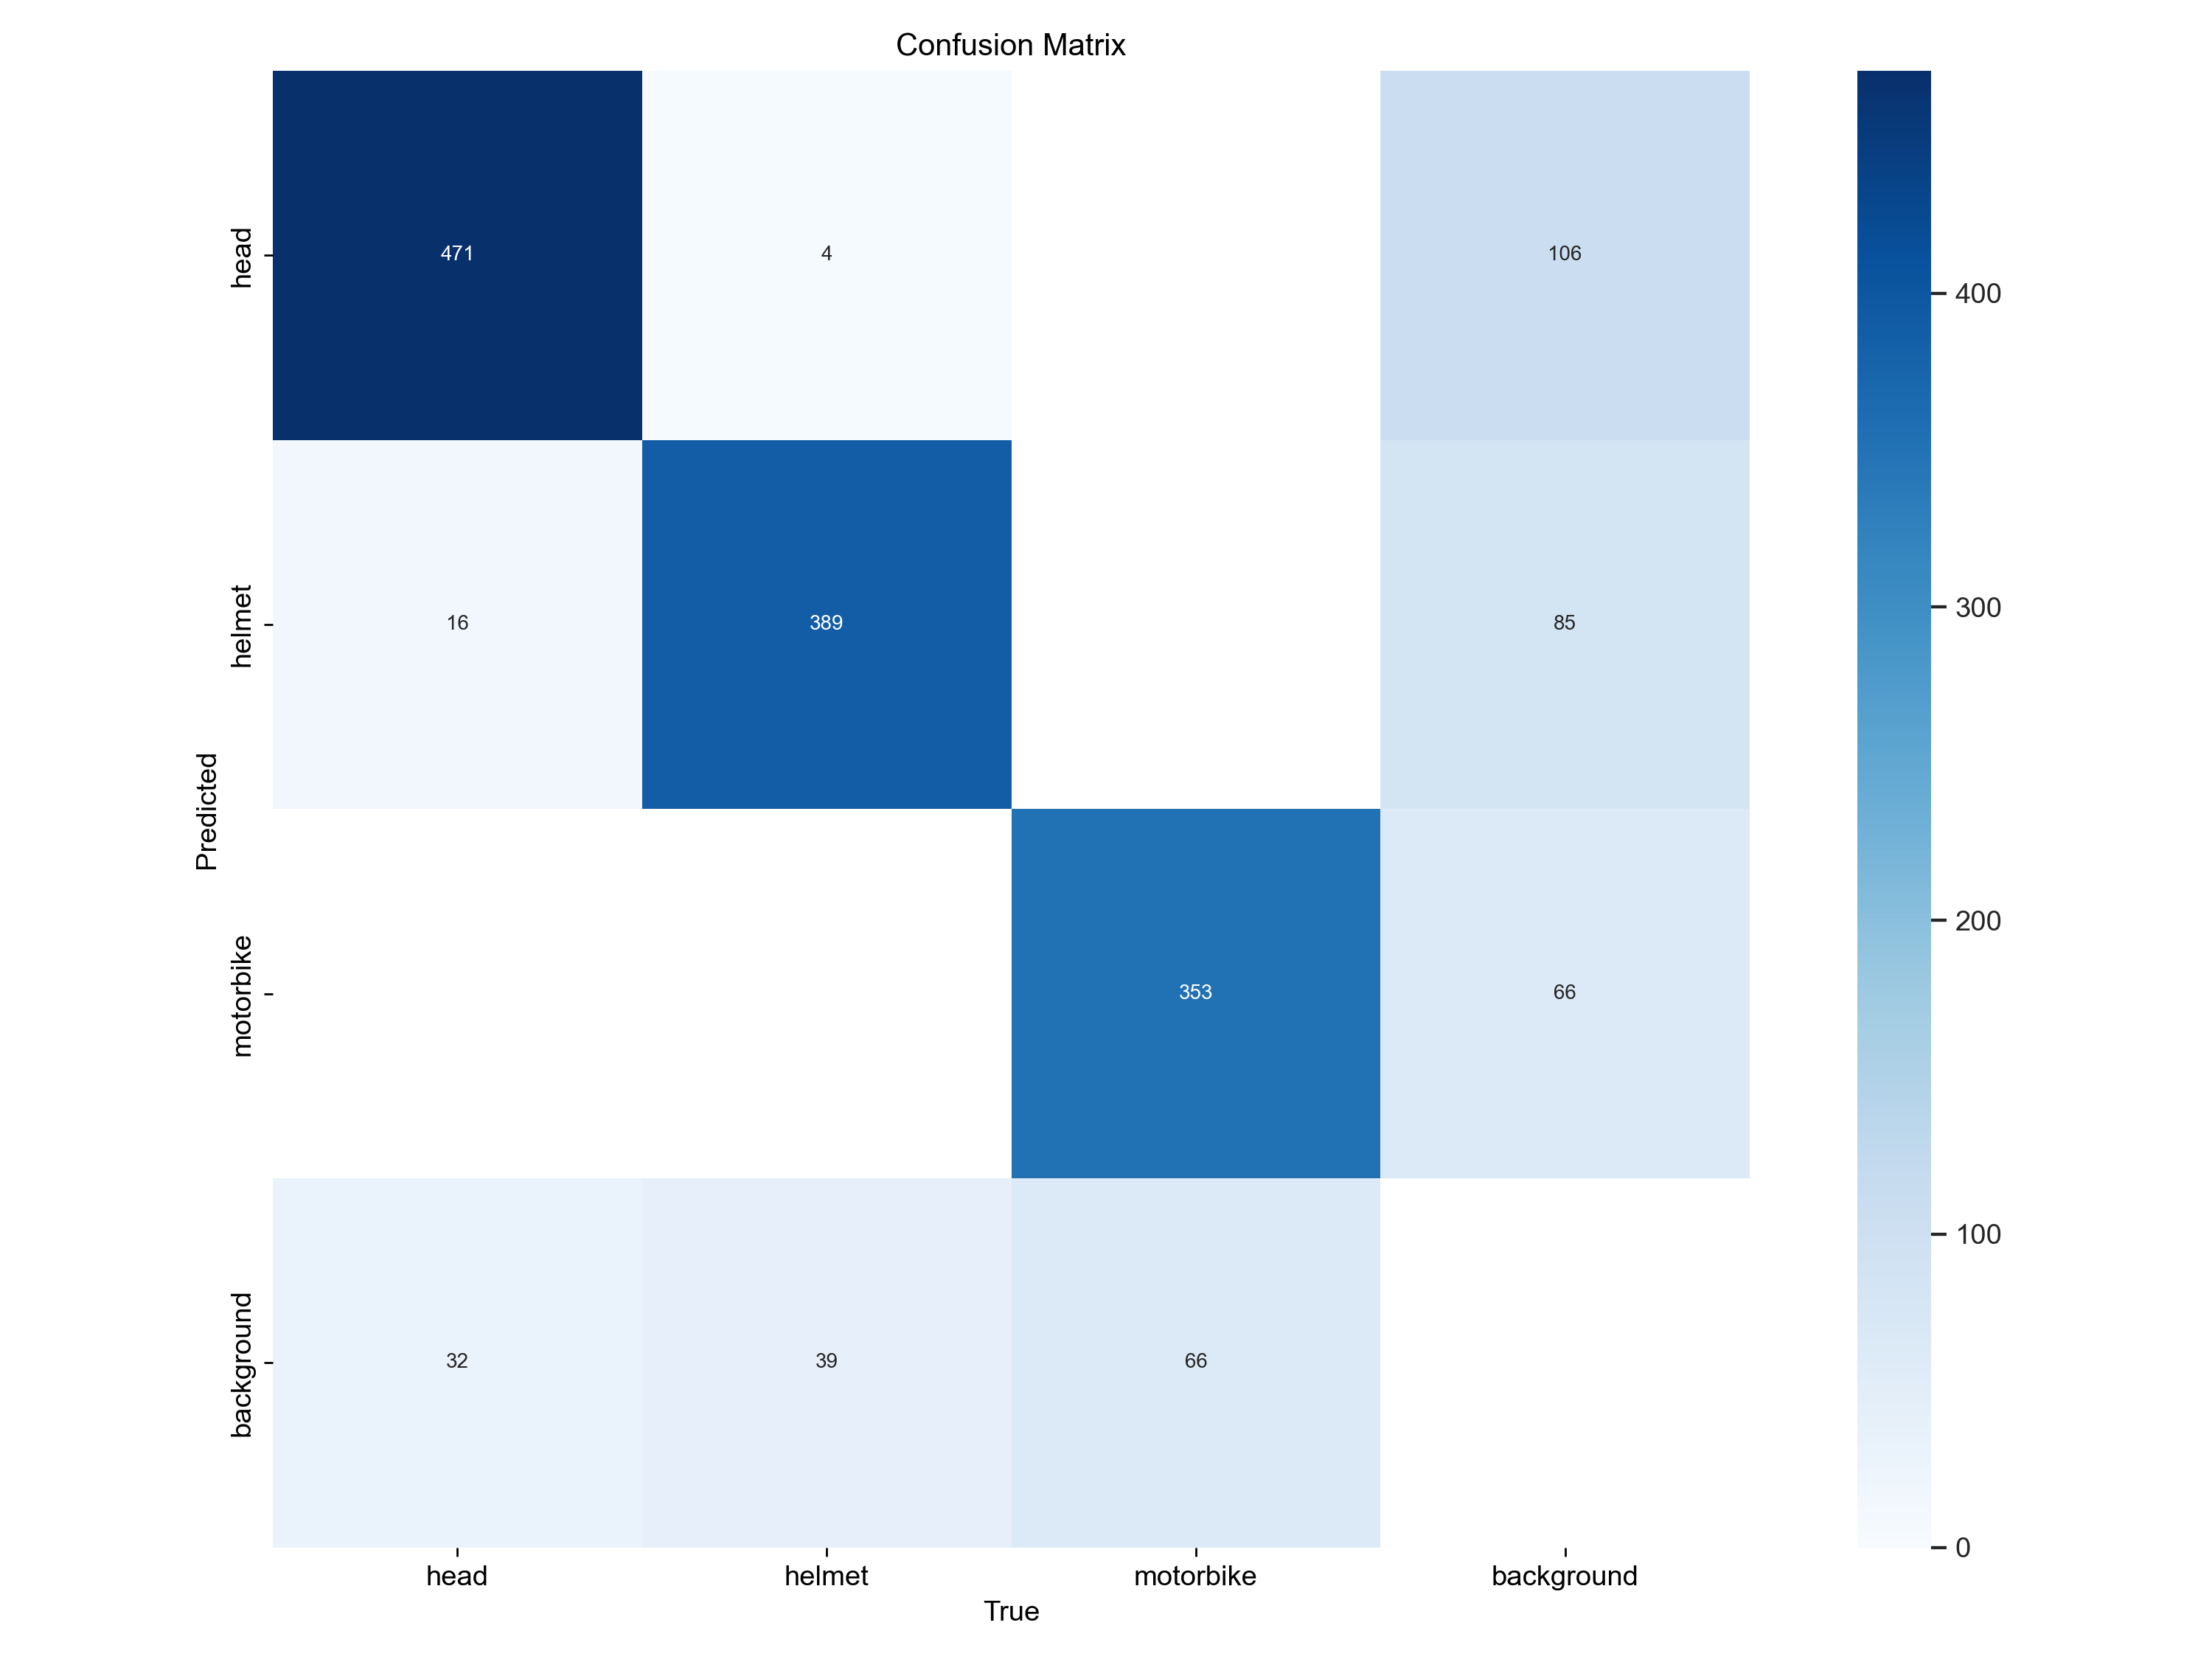 Confusion Matrix
head
471
4
106
400
helmet
16
389
85
300
Predicted
motorbike
353
66
200
background
32
39
66
100
0
head
helmet
motorbike
background
True